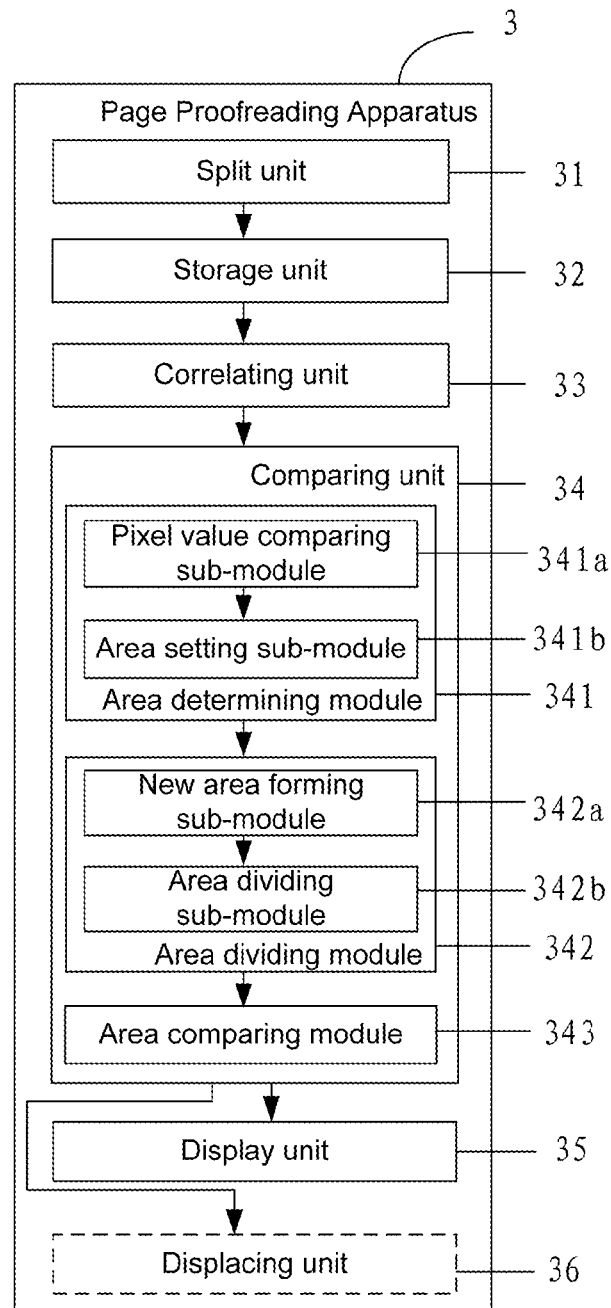 3
Page Proofreading Apparatus
Split unit
31
Storage unit
32
Correlating unit
33
Comparing unit
34
Pixel value comparing
sub-module
341a
Area setting sub-module
341b
Area determining module
341
New area forming
sub-module
342a
Area dividing
sub-module
342b
Area dividing module
342
Area comparing module
343
Display unit
35
Displacing unit
36